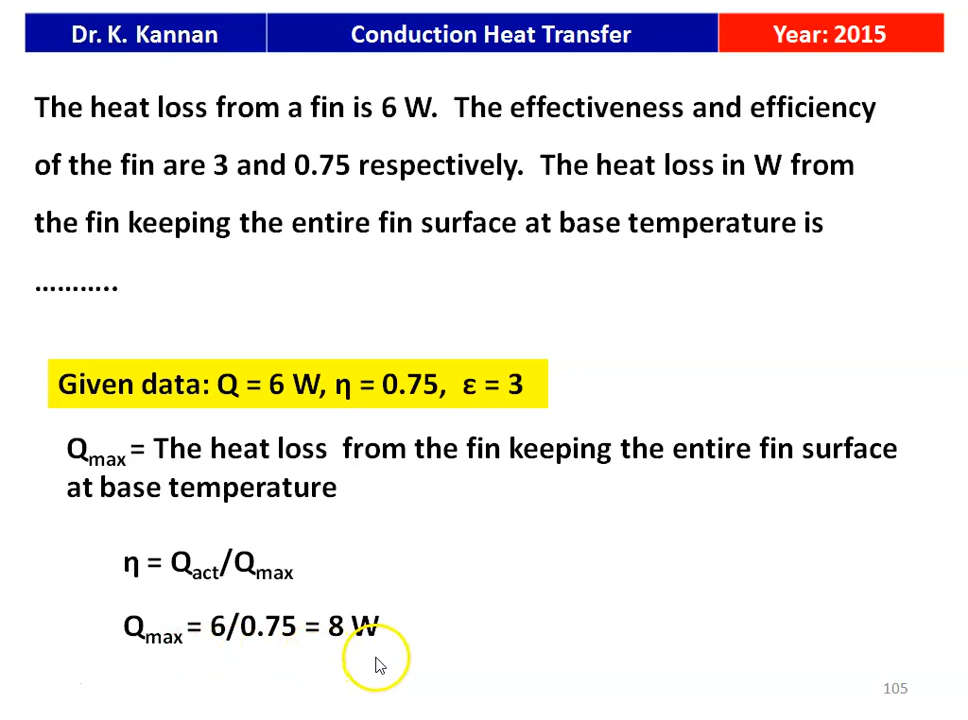 Dr. K. Kannan Conduction Heat Transfer Year: 2015
The heat loss from a fin is 6 W. The effectiveness and efficiency
of the fin are 3 and 0.75 respectively. The heat loss in W from
the fin keeping the entire fin surface at base temperature is
………..
Given data: Q = 6 W, η = 0.75, ε = 3
Qmax = The heat loss from the fin keeping the entire fin surface
at base temperature
η = Qact/Qmax
Qmax = 6/0.75 = 8 W
105